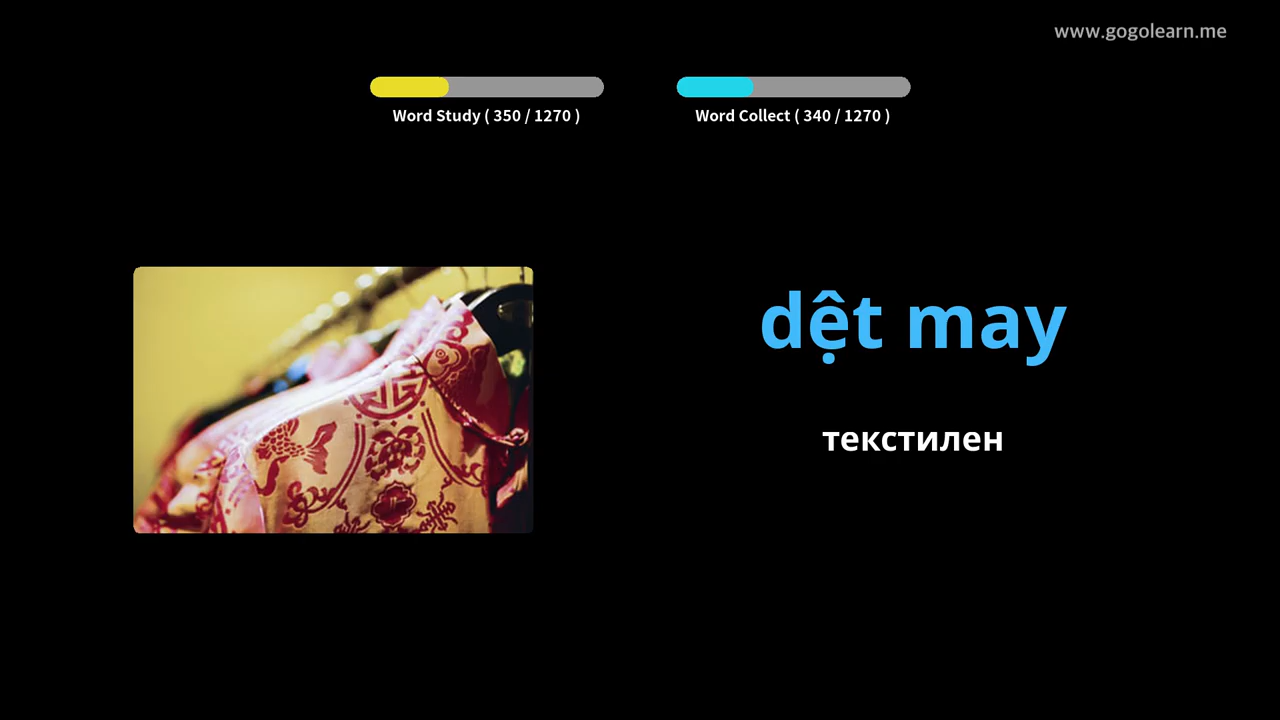 www.gogolearn.me
Word Study ( 350 / 1270 )
Word Collect ( 340 / 1270 )
dệt may
текстилен